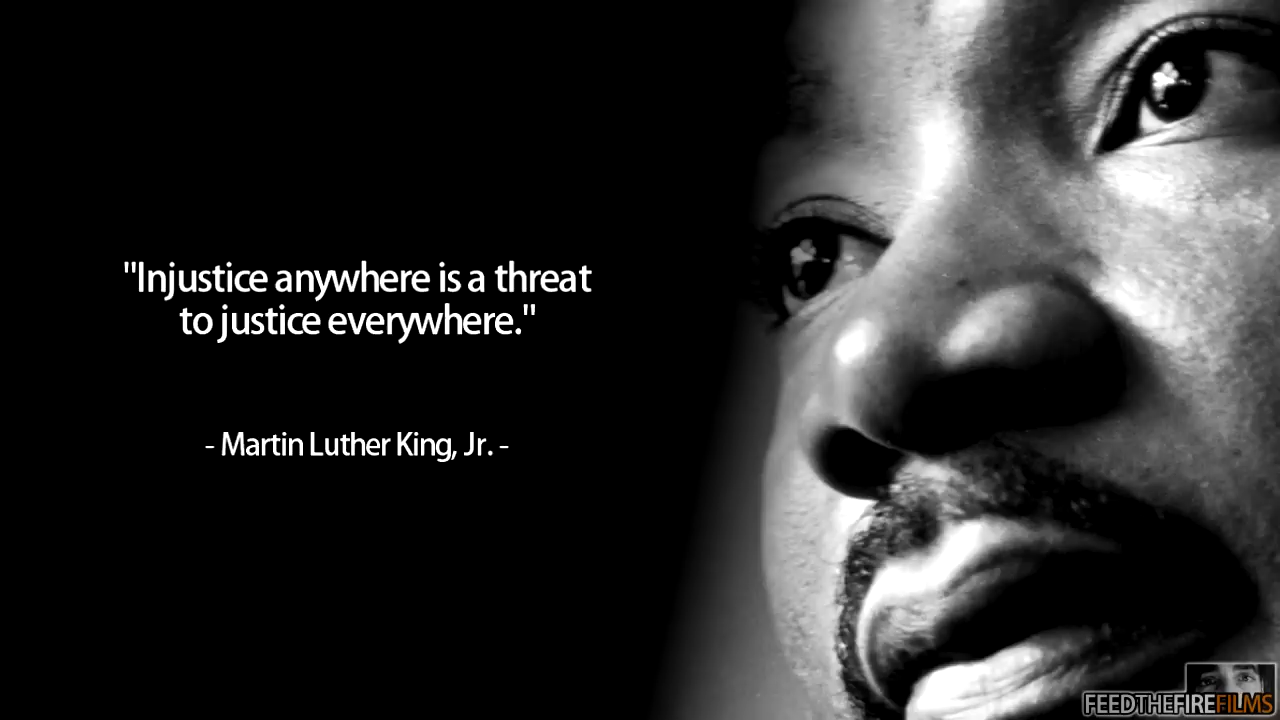 "Injustice anywhere is a threat
to justice everywhere."
- Martin Luther King, Jr. -
FEEDTHEFIREFILMS